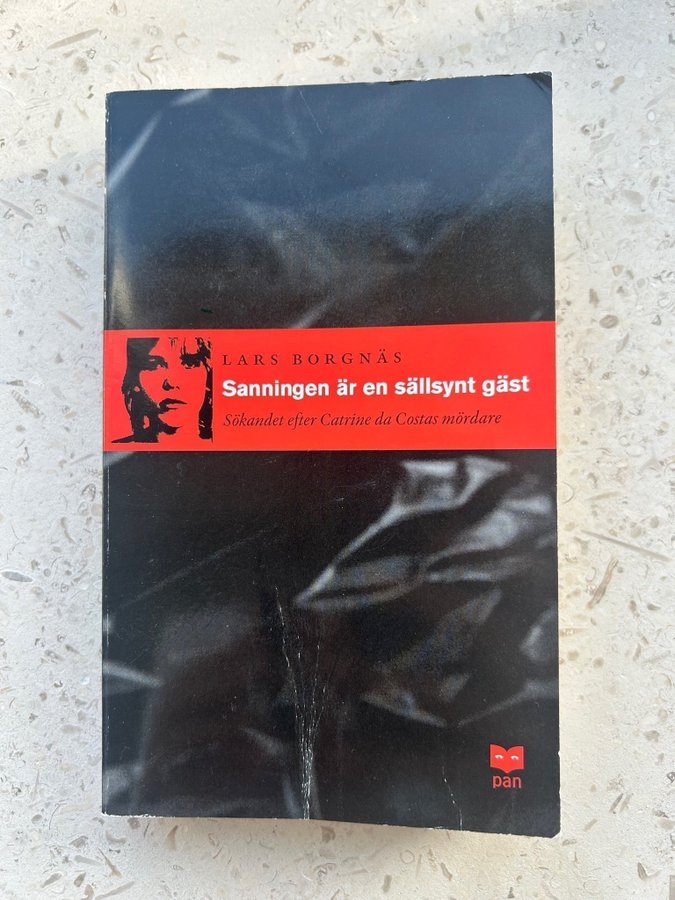 LARS BORGNÄS
Sanningen är en sällsynt gäst
Sökandet efter Catrine da Costas mördare
pan